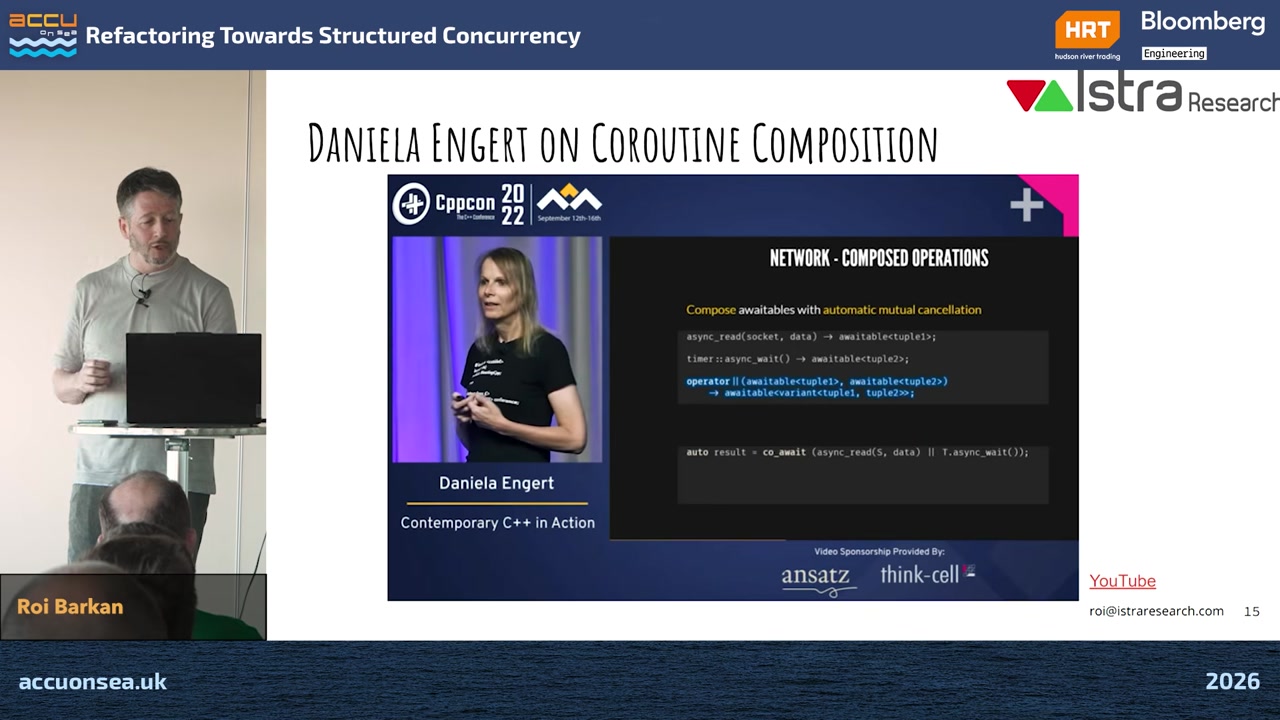 accu
On Sea
Refactoring Towards Structured Concurrency
HRT
hudson river trading
Bloomberg
Engineering
Istra Research
DANIELA ENGERT ON COROUTINE COMPOSITION
Cppcon
The C++ Conference
20
22
September 12th-16th
NETWORK - COMPOSED OPERATIONS
Compose awaitables with automatic mutual cancellation
async_read(socket, data) → awaitable<tuple1>;
timer::async_wait() → awaitable<tuple2>;
operator||(awaitable<tuple1>, awaitable<tuple2>)
→ awaitable<variant<tuple1, tuple2>>;
auto result = co_await (async_read(S, data) || T.async_wait());
Daniela Engert
Contemporary C++ in Action
Video Sponsorship Provided By:
ansatz
think-cell
YouTube
roi@istraresearch.com 15
Roi Barkan
accuonsea.uk
2026